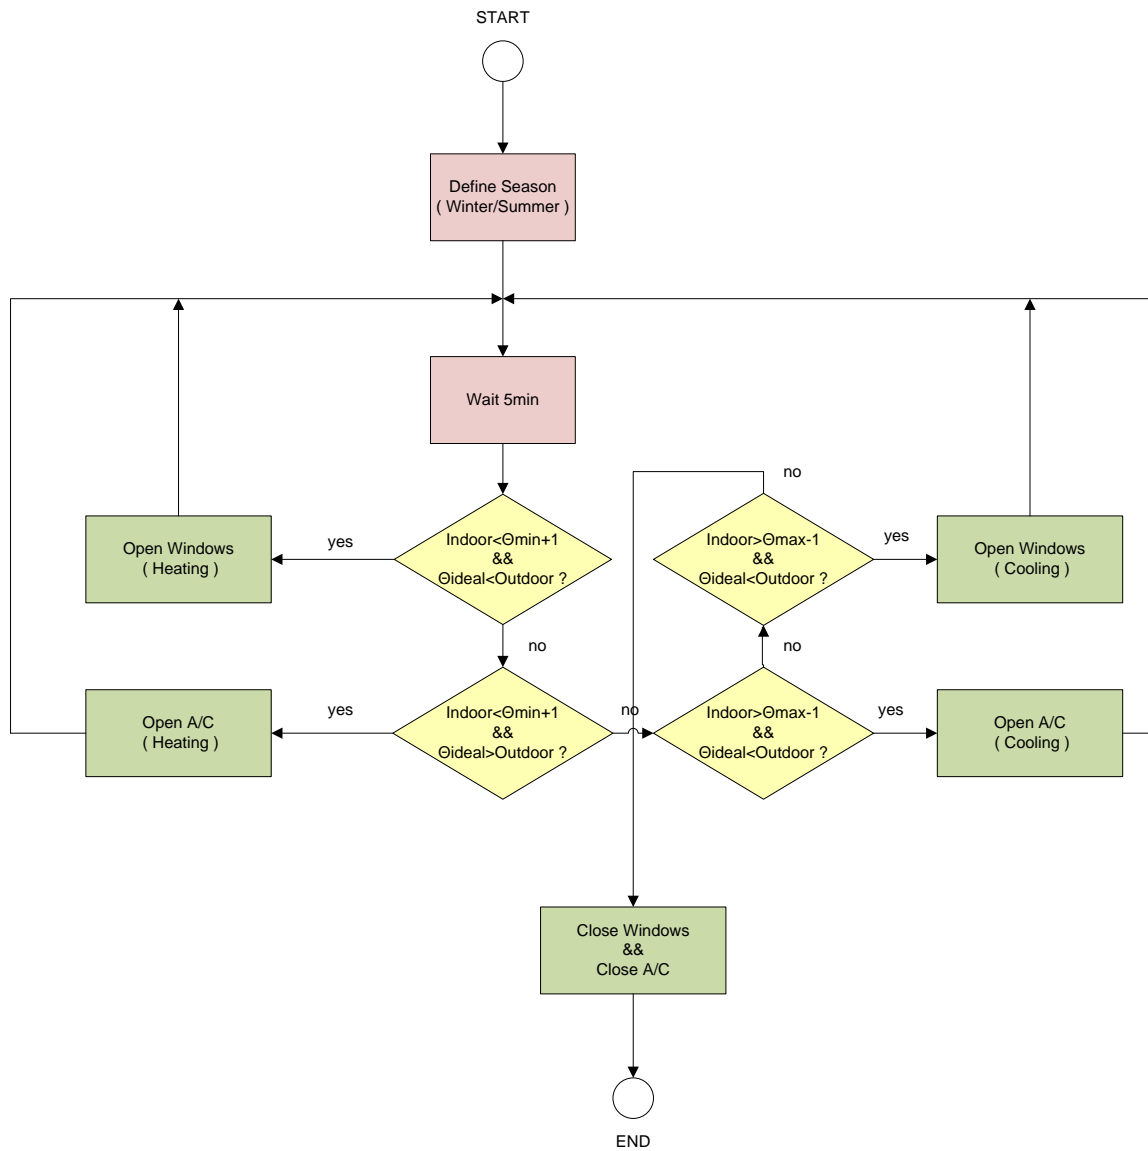 START
Define Season
( Winter/Summer )
Wait 5min
no
Indoor<Θmin+1
&&
Θideal<Outdoor ?
yes
Open Windows
( Heating )
Indoor>Θmax-1
&&
Θideal<Outdoor ?
yes
Open Windows
( Cooling )
no
no
Indoor<Θmin+1
&&
Θideal>Outdoor ?
yes
Open A/C
( Heating )
no
Indoor>Θmax-1
&&
Θideal<Outdoor ?
yes
Open A/C
( Cooling )
Close Windows
&&
Close A/C
END